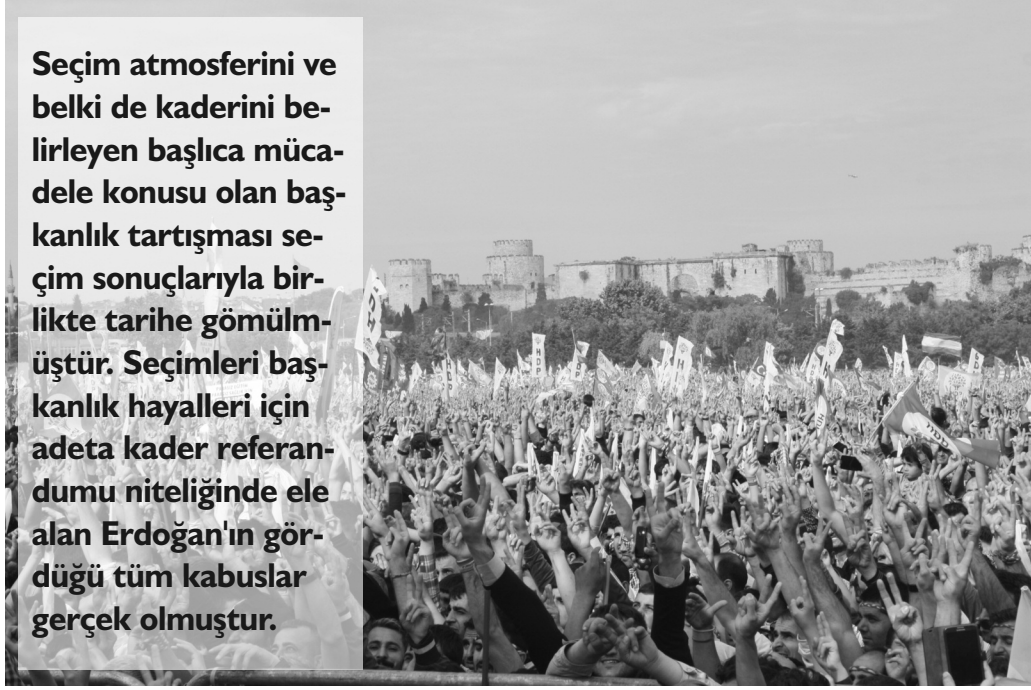 Seçim atmosferini ve
belki de kaderini be-
lirleyen başlıca müca-
dele konusu olan baş-
kanlık tartışması se-
çim sonuçlarıyla bir-
likte tarihe gömülm-
üştür. Seçimleri baş-
kanlık hayalleri için
adeta kader referan-
dumu niteliğinde ele
alan Erdoğan'ın gör-
düğü tüm kabuslar
gerçek olmuştur.
HDP
HDP